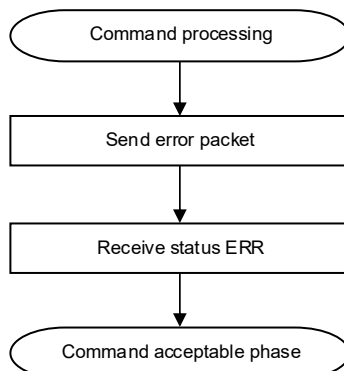 Command processing
Send error packet
Receive status ERR
Command acceptable phase